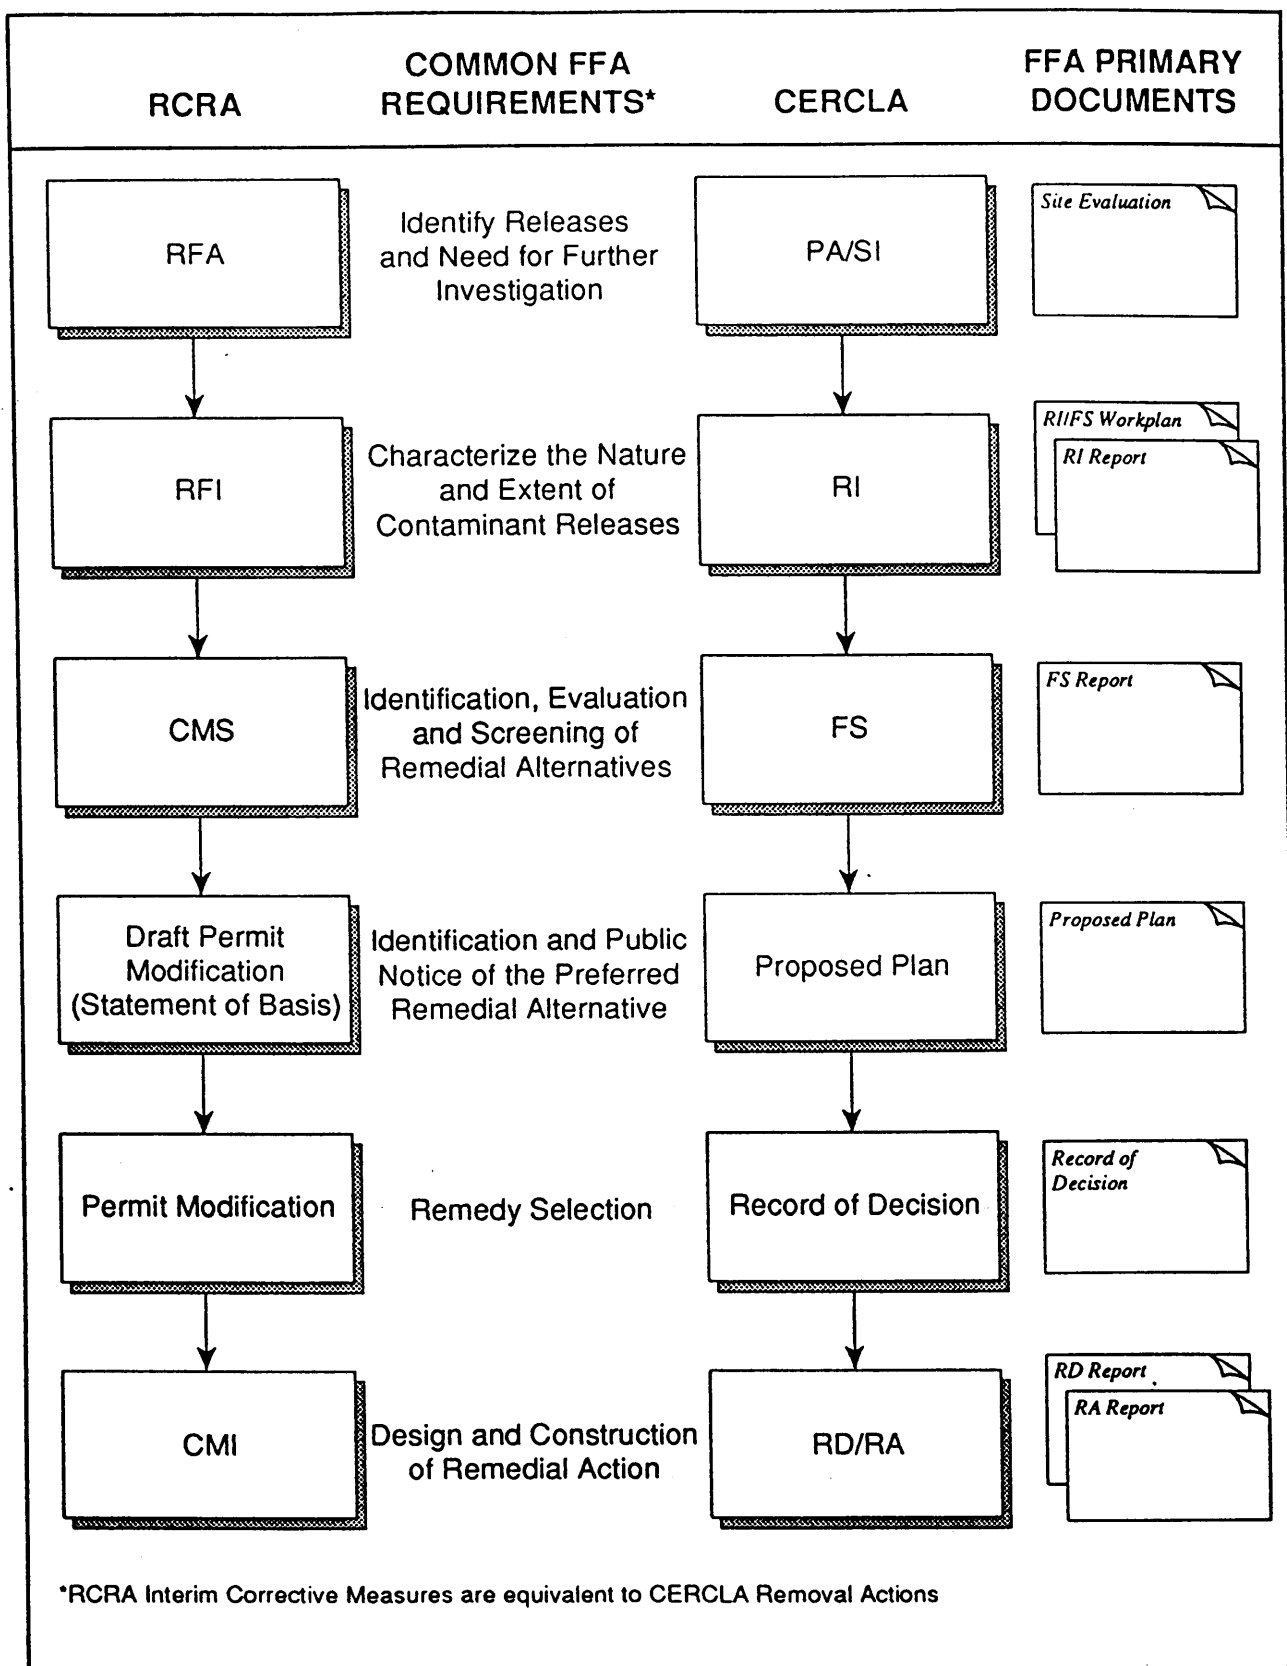 RCRA
COMMON FFA
REQUIREMENTS*
CERCLA
FFA PRIMARY
DOCUMENTS
RFA
Identify Releases
and Need for Further
Investigation
PA/SI
Site Evaluation
RFI
Characterize the Nature
and Extent of
Contaminant Releases
RI
RI/FS Workplan
RI Report
CMS
Identification, Evaluation
and Screening of
Remedial Alternatives
FS
FS Report
Draft Permit
Modification
(Statement of Basis)
Identification and Public
Notice of the Preferred
Remedial Alternative
Proposed Plan
Proposed Plan
Permit Modification
Remedy Selection
Record of Decision
Record of
Decision
CMI
Design and Construction
of Remedial Action
RD/RA
RD Report
RA Report
*RCRA Interim Corrective Measures are equivalent to CERCLA Removal Actions